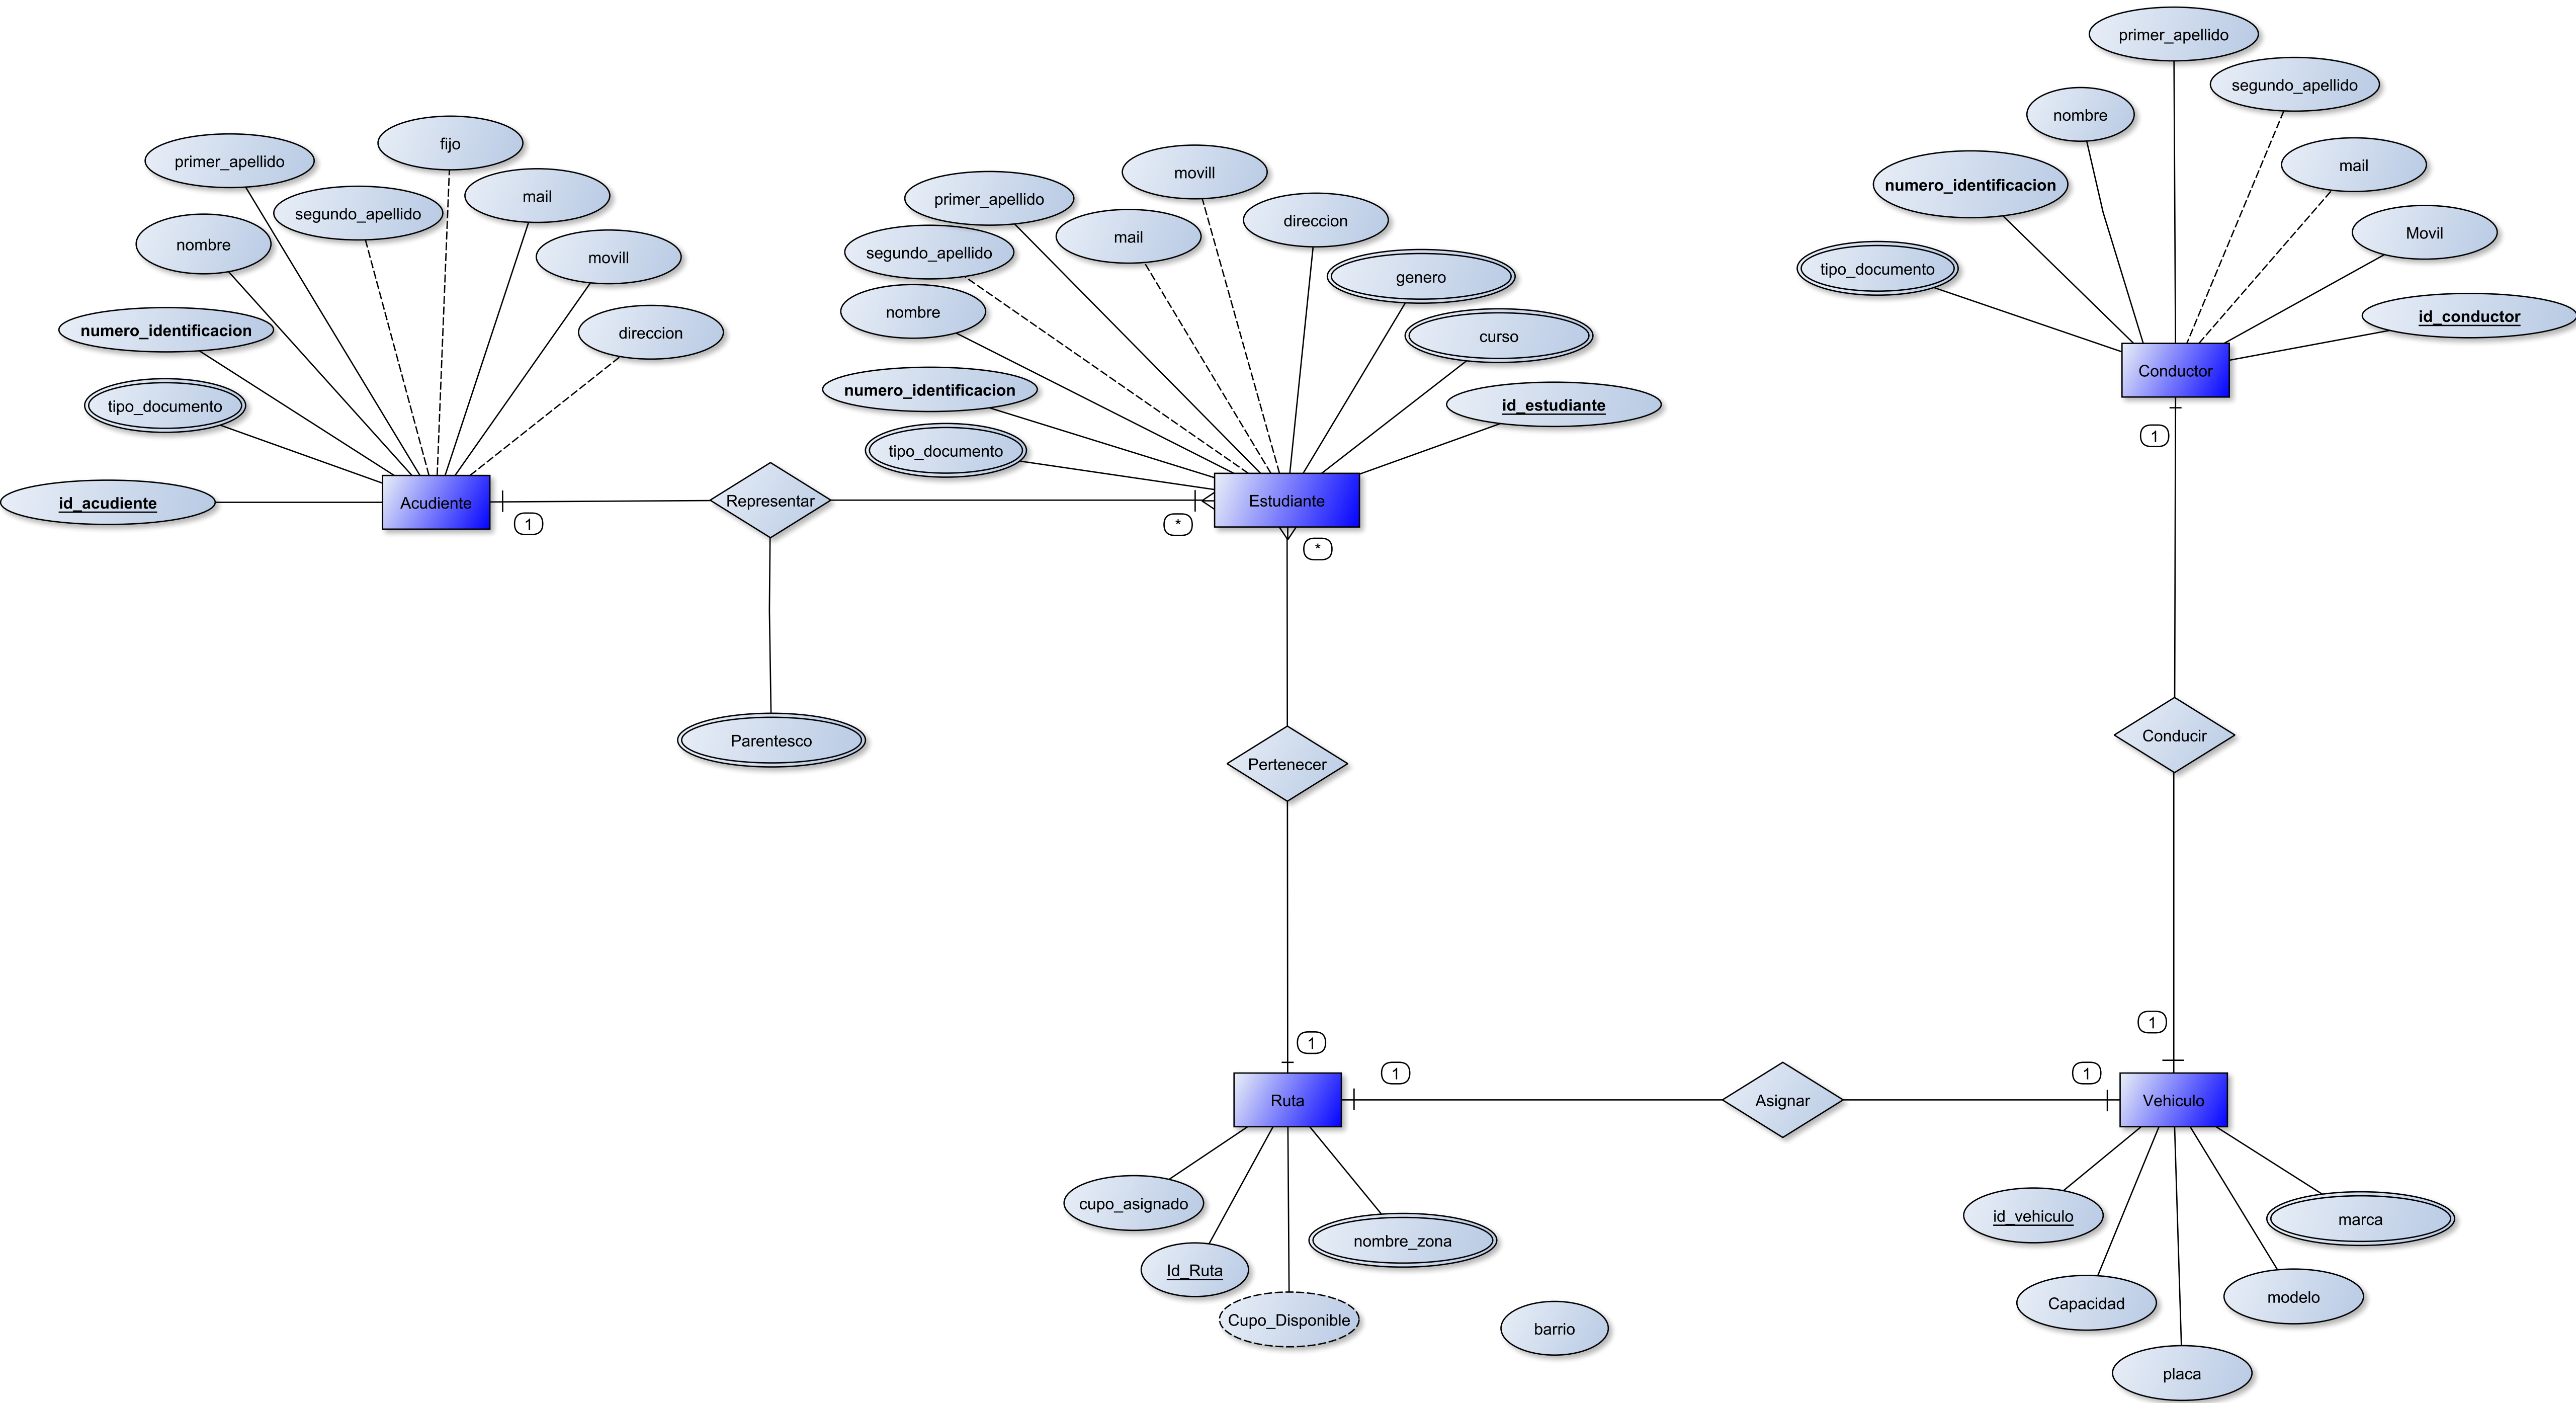 primer_apellido
segundo_apellido
nombre
mail
numero_identificacion
Movil
tipo_documento
id_conductor
Conductor
1
fijo
primer_apellido
mail
segundo_apellido
nombre
movill
numero_identificacion
direccion
tipo_documento
id_acudiente
Acudiente
1
Representar
Parentesco
movill
primer_apellido
direccion
mail
segundo_apellido
genero
nombre
curso
numero_identificacion
id_estudiante
tipo_documento
Estudiante
*
*
Pertenecer
Conducir
1
1
1
1
Ruta
Asignar
Vehiculo
cupo_asignado
nombre_zona
Id_Ruta
Cupo_Disponible
barrio
id_vehiculo
marca
Capacidad
modelo
placa